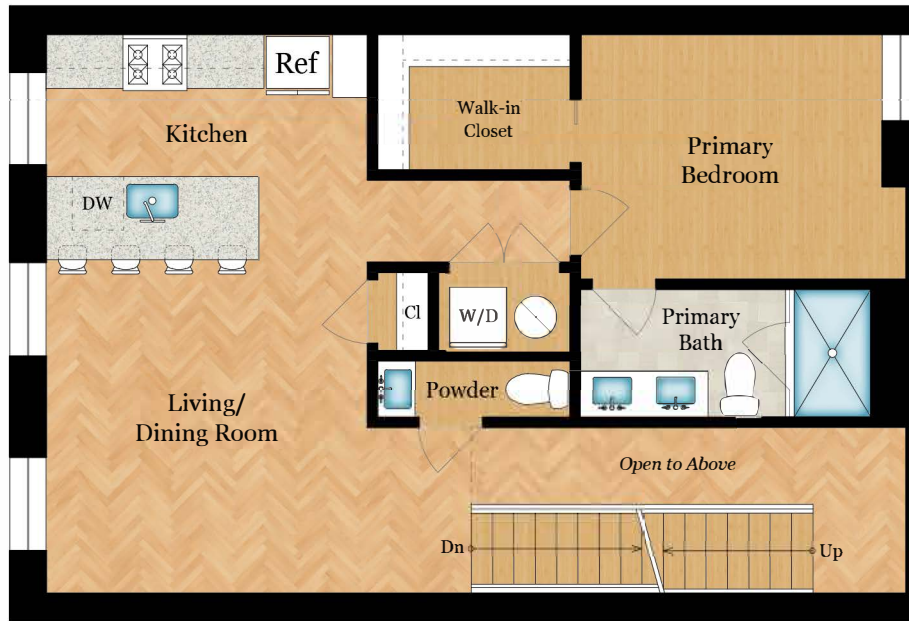 Ref
Kitchen
Walk-in
Closet
Primary
Bedroom
DW
Cl
W/D
Primary
Bath
Powder
Living/
Dining Room
Open to Above
Dn
Up